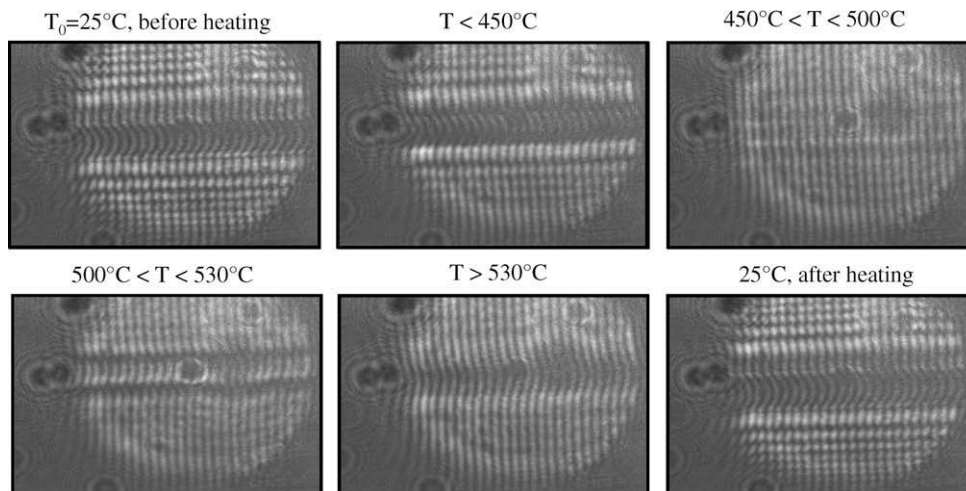 T₀=25°C, before heating
T < 450°C
450°C < T < 500°C
500°C < T < 530°C
T > 530°C
25°C, after heating